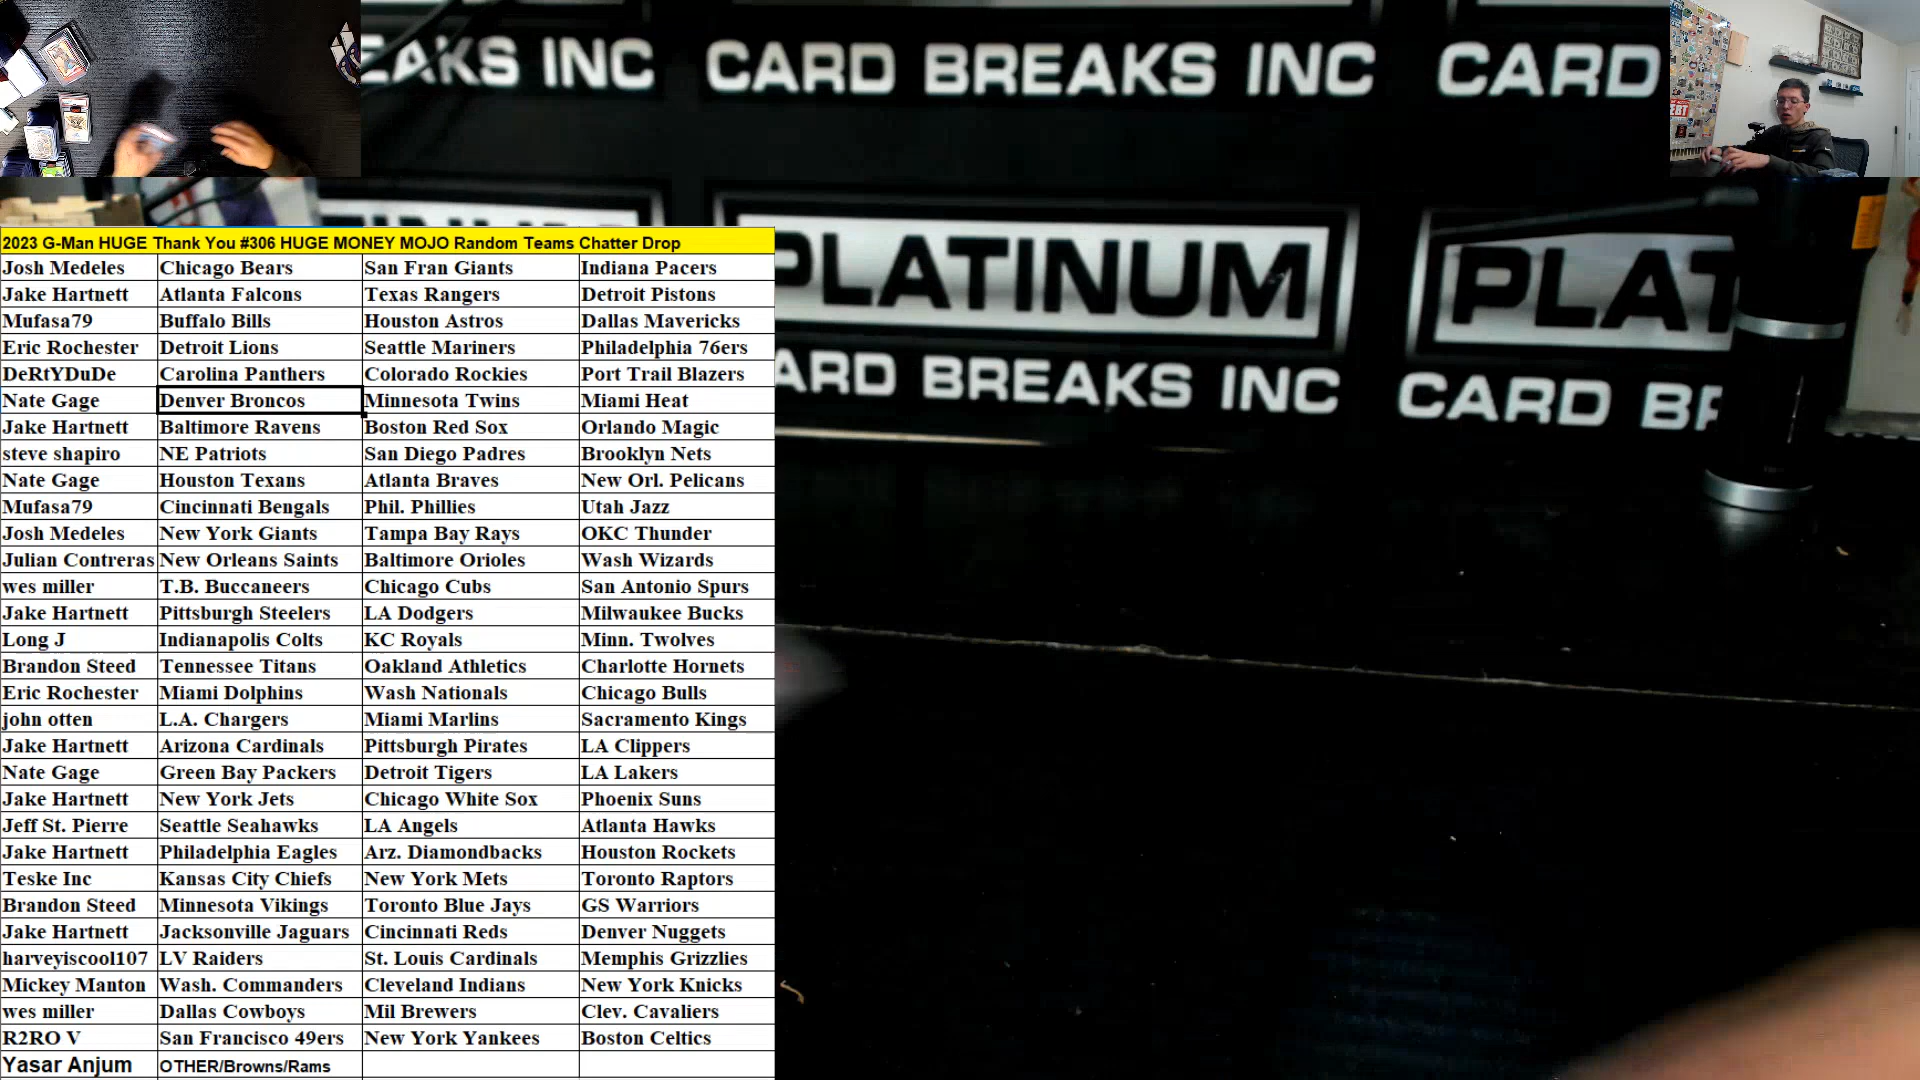 EAKS INC CARD BREAKS INC CARD
PLATINUM PLAT
ARD BREAKS INC CARD BR
2023 G-Man HUGE Thank You #306 HUGE MONEY MOJO Random Teams Chatter Drop
Josh Medeles Chicago Bears San Fran Giants Indiana Pacers
Jake Hartnett Atlanta Falcons Texas Rangers Detroit Pistons
Mufasa79 Buffalo Bills Houston Astros Dallas Mavericks
Eric Rochester Detroit Lions Seattle Mariners Philadelphia 76ers
DeRtYDuDe Carolina Panthers Colorado Rockies Port Trail Blazers
Nate Gage Denver Broncos Minnesota Twins Miami Heat
Jake Hartnett Baltimore Ravens Boston Red Sox Orlando Magic
steve shapiro NE Patriots San Diego Padres Brooklyn Nets
Nate Gage Houston Texans Atlanta Braves New Orl. Pelicans
Mufasa79 Cincinnati Bengals Phil. Phillies Utah Jazz
Josh Medeles New York Giants Tampa Bay Rays OKC Thunder
Julian Contreras New Orleans Saints Baltimore Orioles Wash Wizards
wes miller T.B. Buccaneers Chicago Cubs San Antonio Spurs
Jake Hartnett Pittsburgh Steelers LA Dodgers Milwaukee Bucks
Long J Indianapolis Colts KC Royals Minn. Twolves
Brandon Steed Tennessee Titans Oakland Athletics Charlotte Hornets
Eric Rochester Miami Dolphins Wash Nationals Chicago Bulls
john otten L.A. Chargers Miami Marlins Sacramento Kings
Jake Hartnett Arizona Cardinals Pittsburgh Pirates LA Clippers
Nate Gage Green Bay Packers Detroit Tigers LA Lakers
Jake Hartnett New York Jets Chicago White Sox Phoenix Suns
Jeff St. Pierre Seattle Seahawks LA Angels Atlanta Hawks
Jake Hartnett Philadelphia Eagles Arz. Diamondbacks Houston Rockets
Teske Inc Kansas City Chiefs New York Mets Toronto Raptors
Brandon Steed Minnesota Vikings Toronto Blue Jays GS Warriors
Jake Hartnett Jacksonville Jaguars Cincinnati Reds Denver Nuggets
harveyiscool107 LV Raiders St. Louis Cardinals Memphis Grizzlies
Mickey Manton Wash. Commanders Cleveland Indians New York Knicks
wes miller Dallas Cowboys Mil Brewers Clev. Cavaliers
R2RO V San Francisco 49ers New York Yankees Boston Celtics
Yasar Anjum OTHER/Browns/Rams